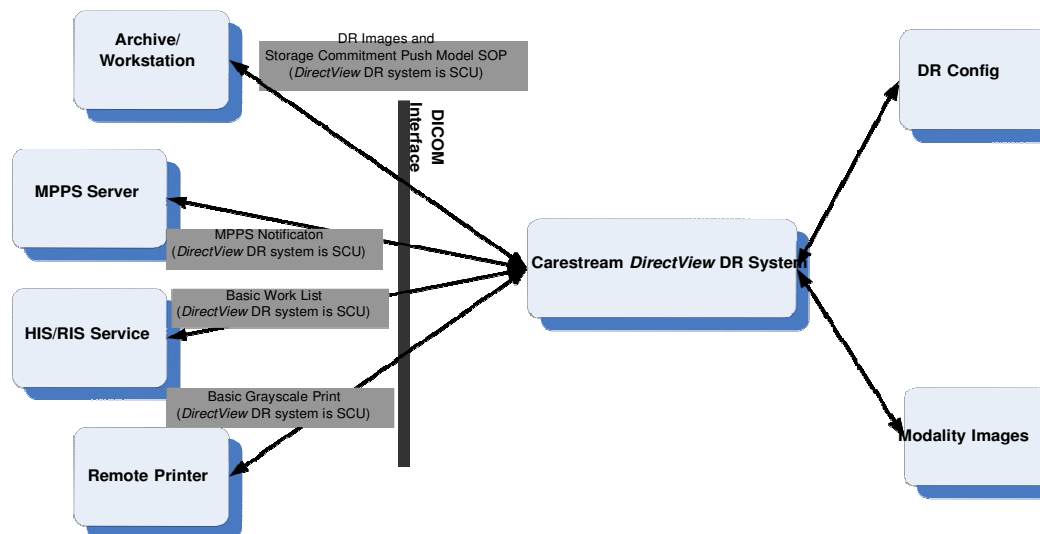 Archive/
Workstation
DR Images and
Storage Commitment Push Model SOP
(DirectView DR system is SCU)
DR Config
DICOM
Interface
MPPS Server
MPPS Notificaton
(DirectView DR system is SCU)
Carestream DirectView DR System
Basic Work List
(DirectView DR system is SCU)
HIS/RIS Service
Basic Grayscale Print
(DirectView DR system is SCU)
Modality Images
Remote Printer